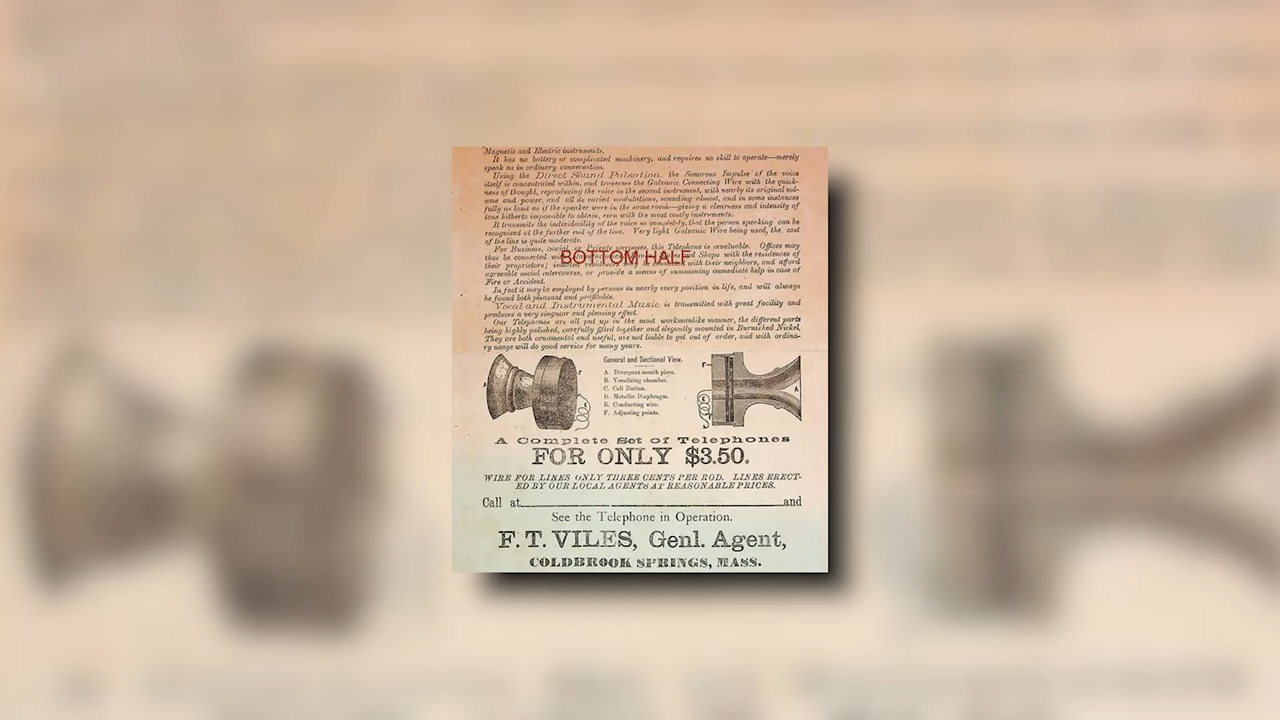 Magnetic and Electric instruments.
It has no battery or complicated machinery, and requires no skill to operate—merely
speak as in ordinary conversation.
Using the Direct Sound Pulsation, the Sonorous Impulse of the voice
itself is concentrated within, and traverses the Galvanic Connecting Wire with the quick-
ness of thought, reproducing the voice in the second instrument, with nearly its original vol-
ume and power, and all its varied modulations, sounding almost, and in some instances
fully as loud as if the speaker were in the same room—giving a clearness and intensity of
tone hitherto impossible to obtain, even with the most costly instruments.
It transmits the individuality of the voice so completely, that the person speaking can be
recognized at the further end of the line. Very light Galvanic Wire being used, the cost
of the line is quite moderate.
For Business, Social, or Private purposes, this Telephone is invaluable. Offices may
thus be connected with Shops with the residences of
BOTTOM HALF
their proprietors; isolated residences may be connected with their neighbors, and afford
agreeable social intercourse, or provide a means of summoning immediate help in case of
Fire or Accident.
In fact it may be employed by persons in nearly every position in life, and will always
be found both pleasant and profitable.
Vocal and Instrumental Music is transmitted with great facility and
produces a very singular and pleasing effect.
Our Telephones are all put up in the most workmanlike manner, the different parts
being highly polished, carefully fitted together and elegantly mounted in Burnished Nickel.
They are both ornamental and useful, are not liable to get out of order, and with ordina-
ry usage will do good service for many years.
General and Sectional View.
A. Divergent mouth piece.
B. Vocalizing chamber.
C. Call Button.
D. Metallic Diaphragm.
E. Conducting wire.
F. Adjusting points.
A
F
F
A
A Complete Set of Telephones
FOR ONLY $3.50.
WIRE FOR LINES ONLY THREE CENTS PER ROD. LINES ERECT-
ED BY OUR LOCAL AGENTS AT REASONABLE PRICES.
Call at and
See the Telephone in Operation.
F. T. VILES, Genl. Agent,
COLDBROOK SPRINGS, MASS.